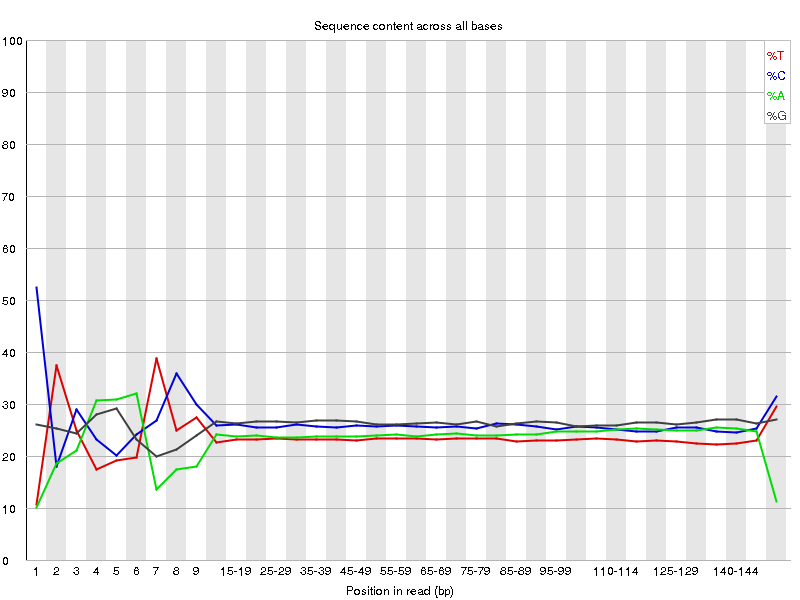 Sequence content across all bases
100
90
80
70
60
50
40
30
20
10
0
%T
%C
%A
%G
1 2 3 4 5 6 7 8 9 15-19 25-29 35-39 45-49 55-59 65-69 75-79 85-89 95-99 110-114 125-129 140-144
Position in read (bp)